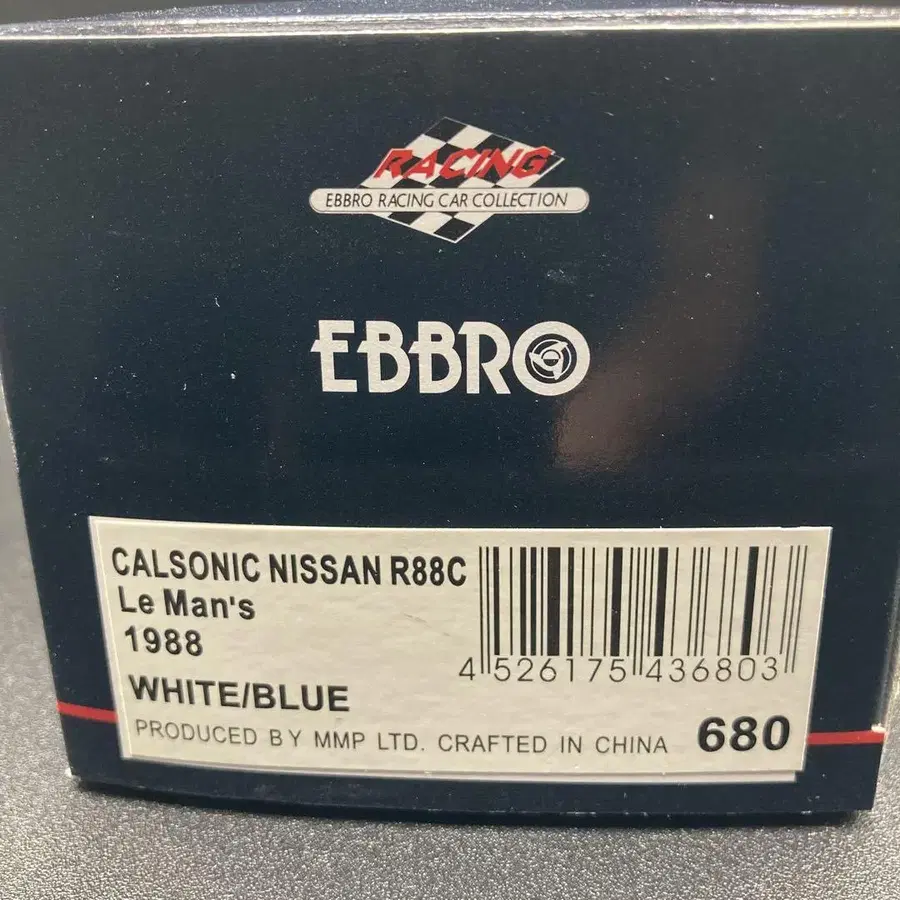 RACING
EBBRO RACING CAR COLLECTION
EBBRO
CALSONIC NISSAN R88C
Le Man's
1988
WHITE/BLUE
4 526175 436803
PRODUCED BY MMP LTD. CRAFTED IN CHINA 680